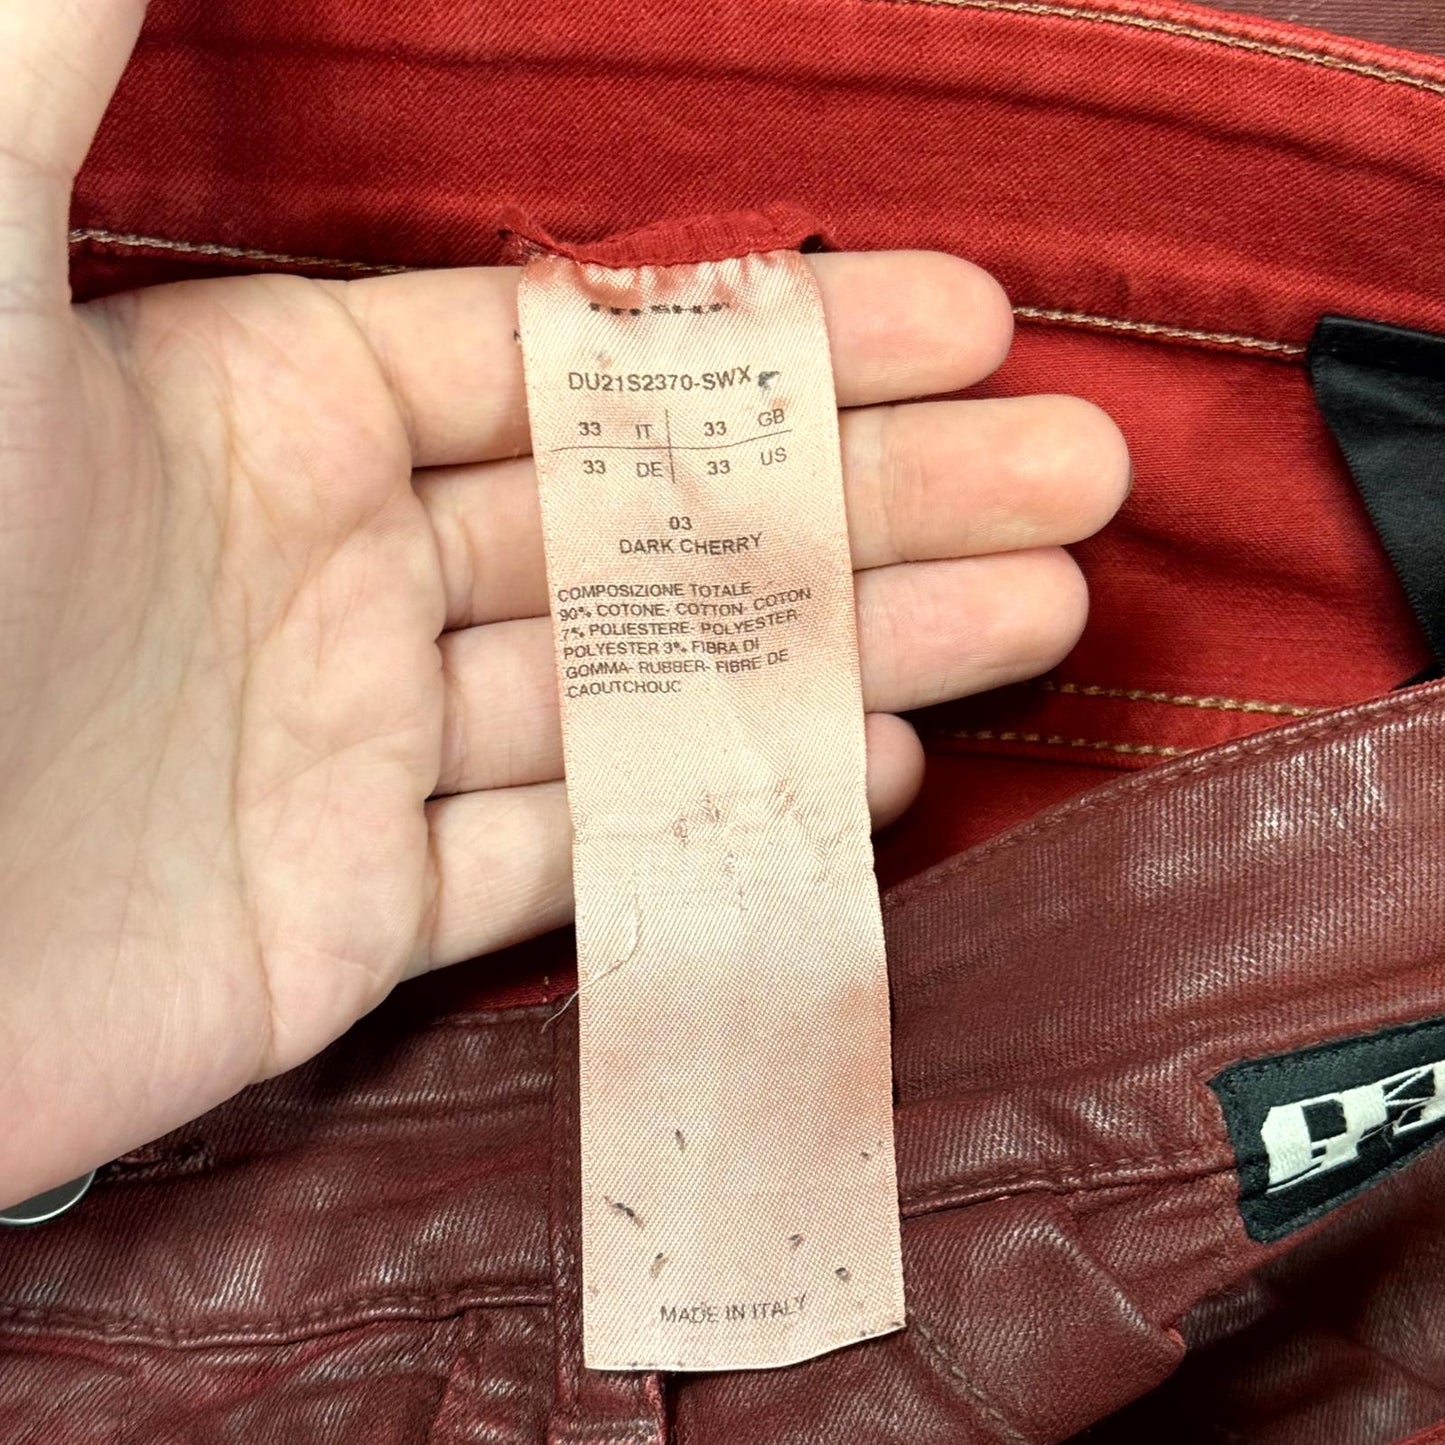 DU21S2370-SWX
33 IT 33 GB
33 DE 33 US
03
DARK CHERRY
COMPOSIZIONE TOTALE
90% COTONE- COTTON- COTON
7% POLIESTERE- POLYESTER
POLYESTER 3% FIBRA DI
GOMMA- RUBBER- FIBRE DE
CAOUTCHOUC
MADE IN ITALY